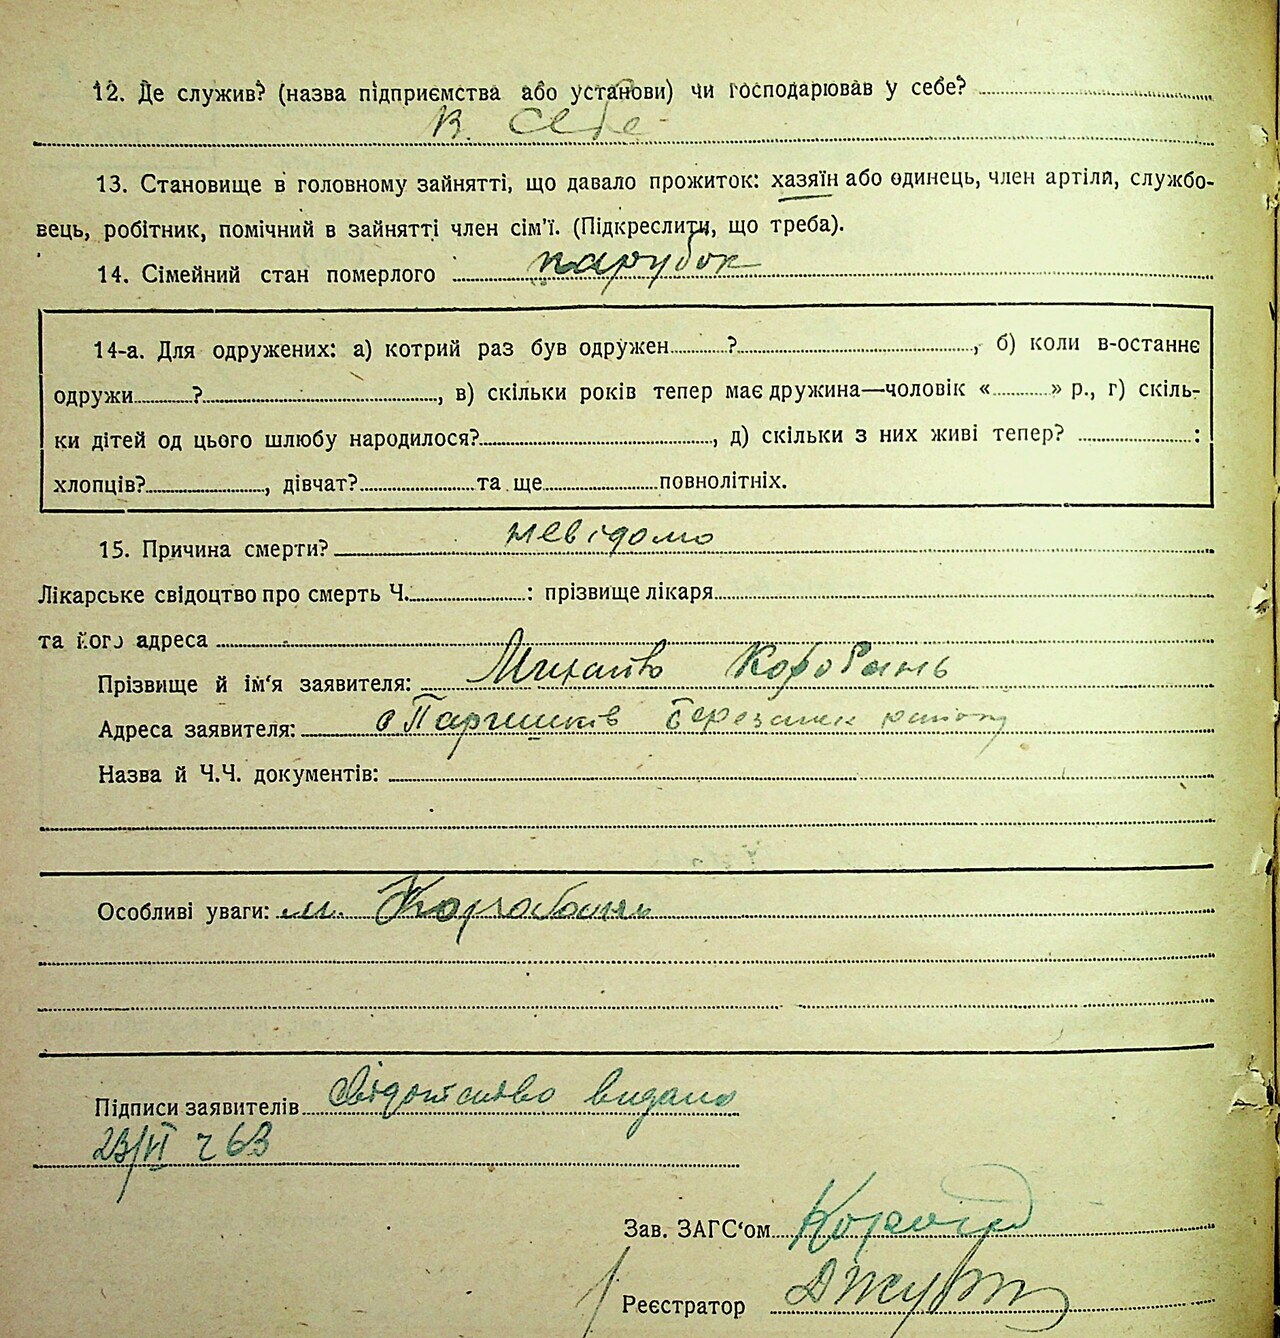 12. Де служив? (назва підприємства або установи) чи господарював у себе?
в себе
13. Становище в головному зайнятті, що давало прожиток: хазяїн або одинець, член артіли, службо-
вець, робітник, помічний в зайнятті член сім'ї. (Підкреслити, що треба).
14. Сімейний стан померлого парубок
14-а. Для одружених: а) котрий раз був одружен ? , б) коли в-останнє
одружи ? , в) скільки років тепер має дружина—чоловік « » р., г) скіль-
ки дітей од цього шлюбу народилося? , д) скільки з них живі тепер? :
хлопців? , дівчат? та ще повнолітніх.
15. Причина смерти? невідомо
Лікарське свідоцтво про смерть Ч. : прізвище лікаря
та його адреса
Прізвище й ім'я заявителя: Михайло
Адреса заявителя: району
Назва й Ч.Ч. документів:
Особливі уваги: м.
Підписи заявителів видано
23/VI 63
Зав. ЗАГС'ом
Реєстратор